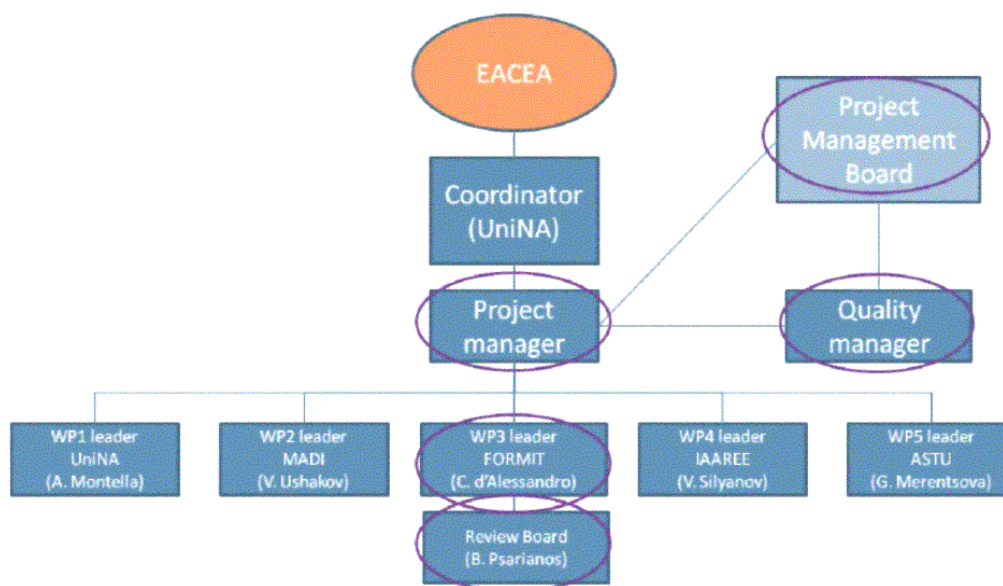 EACEA
Project
Management
Board
Coordinator
(UniNA)
Project
manager
Quality
manager
WP1 leader
UniNA
(A. Montella)
WP2 leader
MADI
(V. Ushakov)
WP3 leader
FORMIT
(C. d'Alessandro)
WP4 leader
IAAREE
(V. Silyanov)
WP5 leader
ASTU
(G. Merentsova)
Review Board
(B. Psarianos)